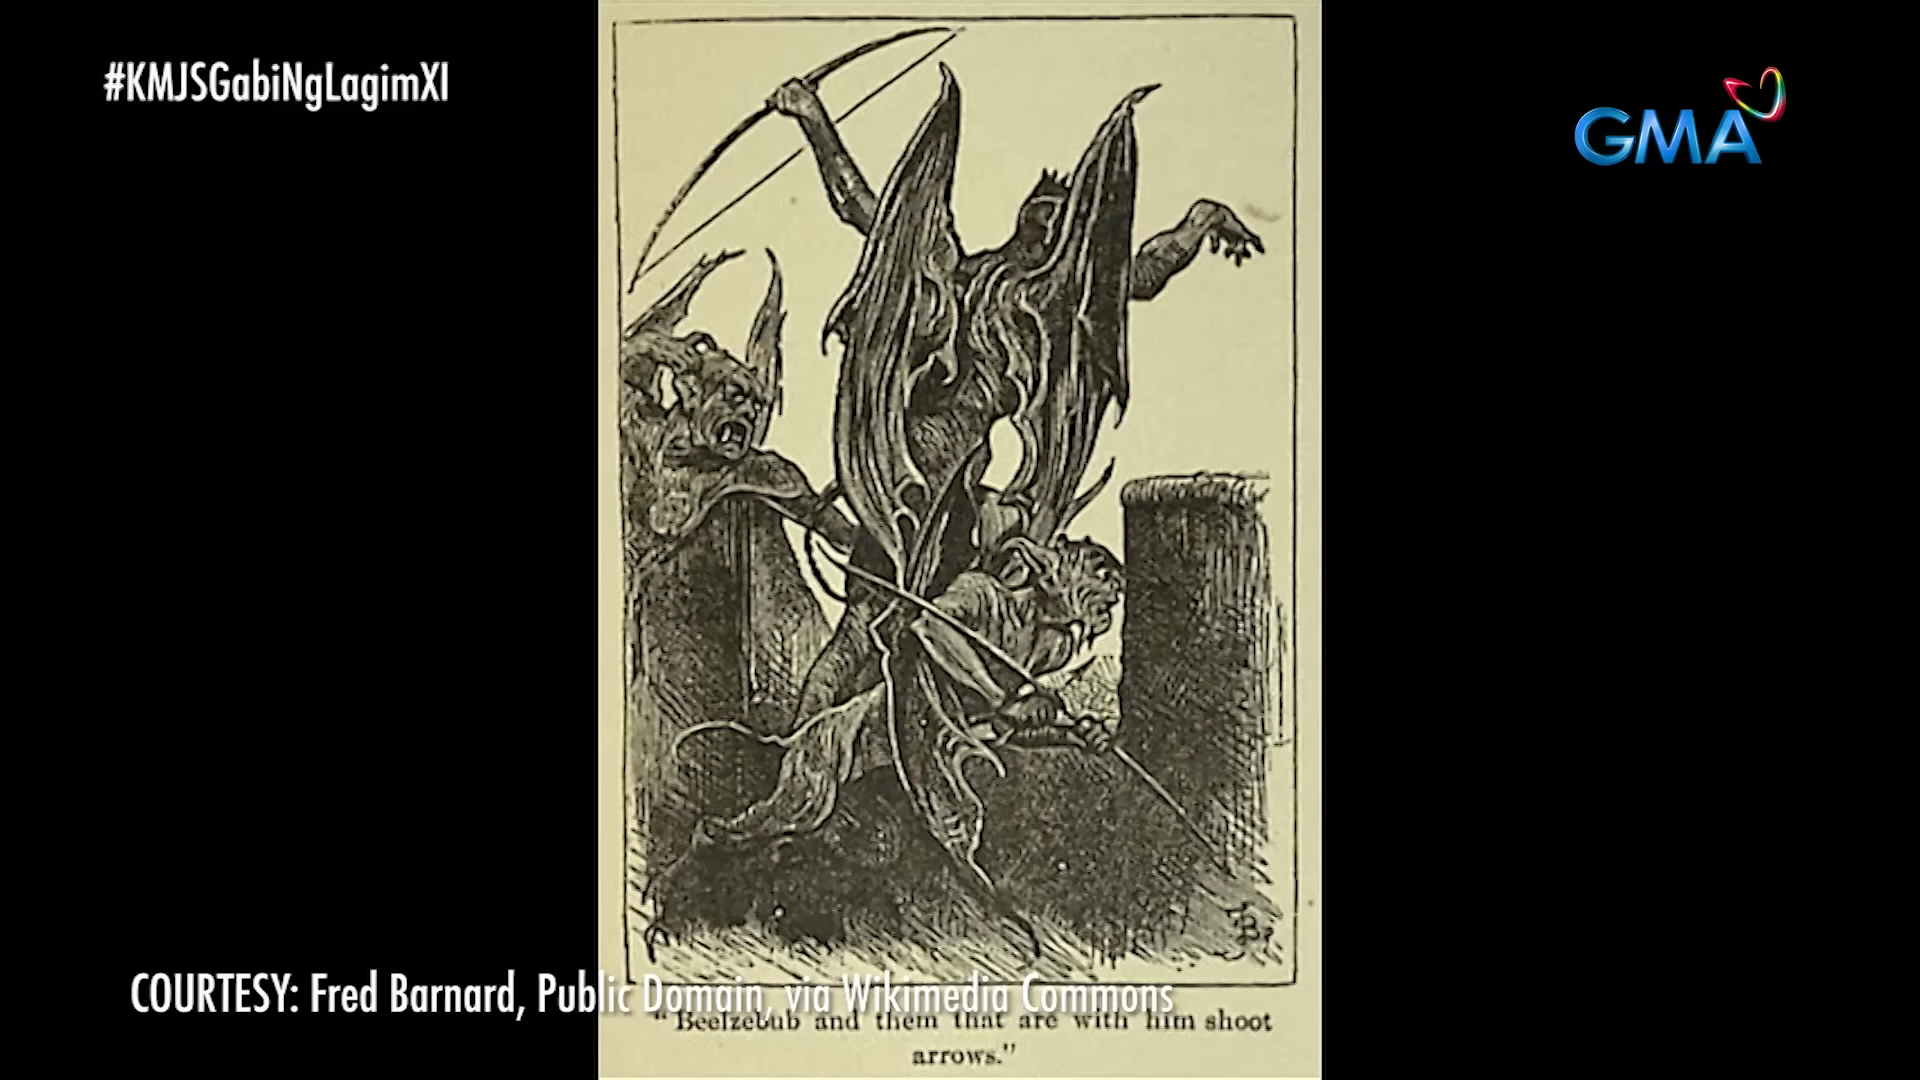 #KMJSGabiNgLagimXI
GMA
COURTESY: Fred Barnard, Public Domain, via Wikimedia Commons
"Beelzebub and them that are with him shoot
arrows."